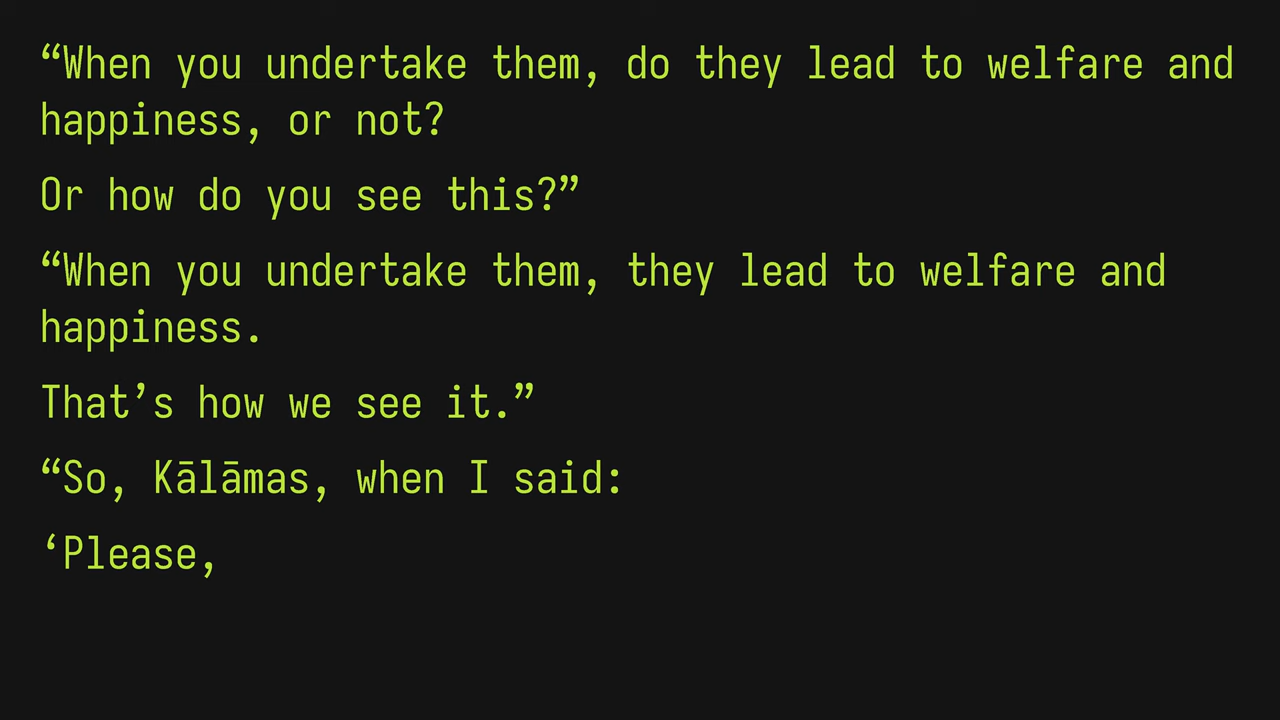 “When you undertake them, do they lead to welfare and
happiness, or not?
Or how do you see this?”
“When you undertake them, they lead to welfare and
happiness.
That’s how we see it.”
“So, Kālāmas, when I said:
‘Please,